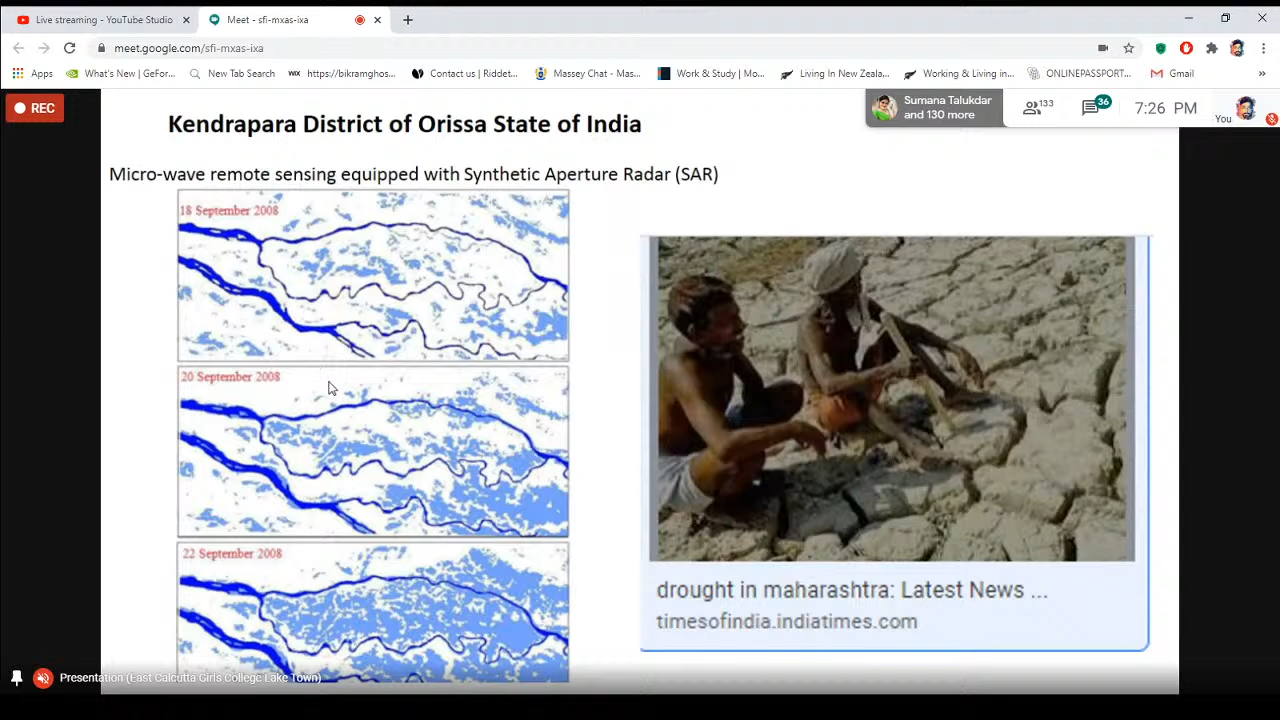 Live streaming - YouTube Studio
Meet - sfi-mxas-ixa
meet.google.com/sfi-mxas-ixa
Apps
What's New | GeFor...
New Tab Search
WIX
https://bikramghos...
Contact us | Riddet...
Massey Chat - Mas...
Work & Study | Mo...
Living In New Zeala...
Working & Living in...
ONLINEPASSPORT...
Gmail
REC
Sumana Talukdar
and 130 more
133
36
7:26 PM
You
Kendrapara District of Orissa State of India
Micro-wave remote sensing equipped with Synthetic Aperture Radar (SAR)
18 September 2008
20 September 2008
22 September 2008
drought in maharashtra: Latest News ...
timesofindia.indiatimes.com
Presentation (East Calcutta Girls College Lake Town)